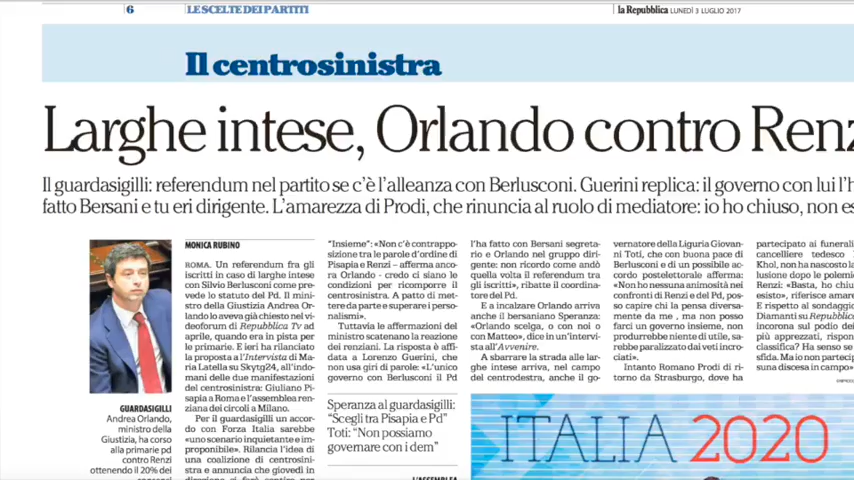 6
LE SCELTE DEI PARTITI
la Repubblica LUNEDÌ 3 LUGLIO 2017
Il centrosinistra
Larghe intese, Orlando contro Renz
Il guardasigilli: referendum nel partito se c'è l'alleanza con Berlusconi. Guerini replica: il governo con lui l'h
fatto Bersani e tu eri dirigente. L'amarezza di Prodi, che rinuncia al ruolo di mediatore: io ho chiuso, non es
GUARDASIGILLI
Andrea Orlando,
ministro della
Giustizia, ha corso
alla primarie pd
contro Renzi
ottenendo il 20% dei
MONICA RUBINO
ROMA. Un referendum fra gli
iscritti in caso di larghe intese
con Silvio Berlusconi come pre-
vede lo statuto del Pd. Il mini-
stro della Giustizia Andrea Or-
lando lo aveva già chiesto nel vi-
deoforum di Repubblica Tv ad
aprile, quando era in pista per
le primarie. E ieri ha rilanciato
la proposta a l'Intervista di Ma-
ria Latella su Skytg24, all'indo-
mani delle due manifestazioni
del centrosinistra: Giuliano Pi-
sapia a Roma e l'assemblea ren-
ziana dei circoli a Milano.
Per il guardasigilli un accor-
do con Forza Italia sarebbe
«uno scenario inquietante e im-
proponibile». Rilancia l'idea di
una coalizione di centrosini-
stra e annuncia che giovedì in
"Insieme": «Non c'è contrappo-
sizione tra le parole d'ordine di
Pisapia e Renzi – afferma anco-
ra Orlando - credo ci siano le
condizioni per ricomporre il
centrosinistra. A patto di met-
tere da parte e superare i perso-
nalismi».
Tuttavia le affermazioni del
ministro scatenano la reazione
dei renziani. La risposta è affi-
data a Lorenzo Guerini, che
non usa giri di parole: «L'unico
governo con Berlusconi il Pd
Speranza al guardasigilli:
"Scegli tra Pisapia e Pd"
Toti: "Non possiamo
governare con i dem"
L'ASSEMBLEA
l'ha fatto con Bersani segreta-
rio e Orlando nel gruppo diri-
gente: non ricordo come andò
quella volta il referendum tra
gli iscritti», ribatte il coordina-
tore del Pd.
E a incalzare Orlando arriva
anche il bersaniano Speranza:
«Orlando scelga, o con noi o
con Matteo», dice in un'intervi-
sta all'Avvenire.
A sbarrare la strada alle lar-
ghe intese arriva, nel campo
del centrodestra, anche il go-
vernatore della Liguria Giovan-
ni Toti, che con buona pace di
Berlusconi e di un possibile ac-
cordo postelettorale afferma:
«Non ho nessuna animosità nei
confronti di Renzi e del Pd, pos-
so capire chi la pensa diversa-
mente da me , ma non posso
farci un governo insieme, non
produrrebbe niente di utile, sa-
rebbe paralizzato dai veti incro-
ciati».
Intanto Romano Prodi di ri-
torno da Strasburgo, dove ha
partecipato ai funerali
cancelliere tedesco
Khol, non ha nascosto l
lusione dopo le polemic
Renzi: «Basta, ho chiu
esisto», riferisce amare
E rispetto al sondaggio
Diamanti su Repubblic
incorona sul podio dei
più apprezzati, rispon
classifica? Hanno se
sfida. Ma io non partecip
suna discesa in campo»
ITALIA 2020